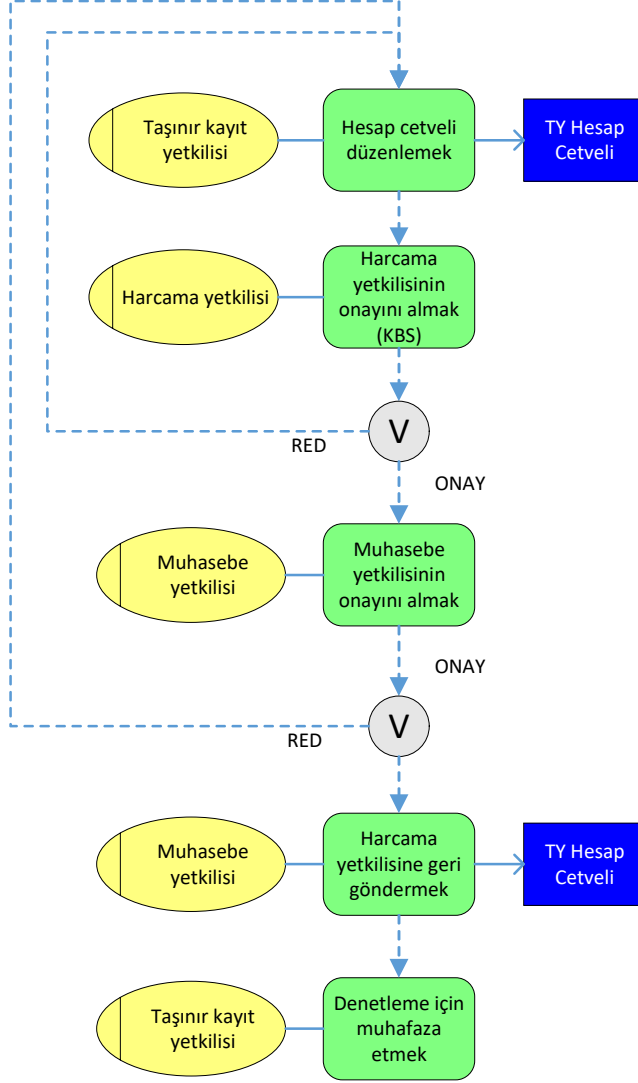 Taşınır kayıt
yetkilisi
Hesap cetveli
düzenlemek
TY Hesap
Cetveli
Harcama yetkilisi
Harcama
yetkilisinin
onayını almak
(KBS)
V
RED
ONAY
Muhasebe
yetkilisi
Muhasebe
yetkilisinin
onayını almak
ONAY
V
RED
Muhasebe
yetkilisi
Harcama
yetkilisine geri
göndermek
TY Hesap
Cetveli
Taşınır kayıt
yetkilisi
Denetleme için
muhafaza
etmek